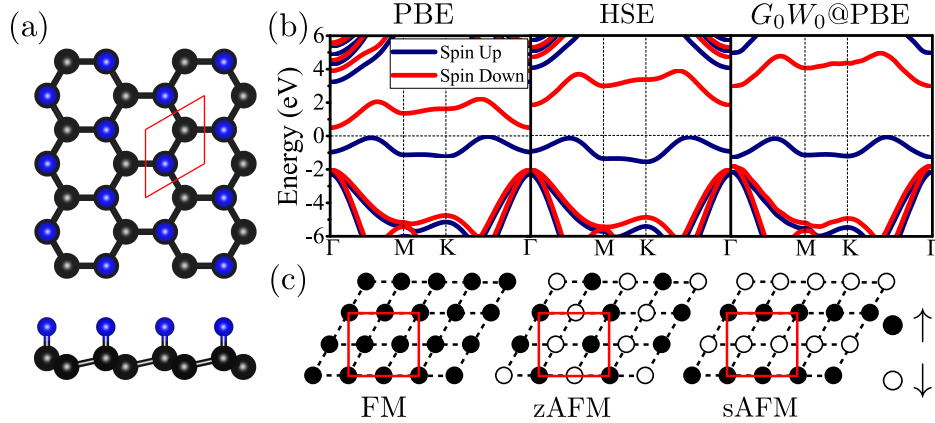 (a)
(b)
PBE
HSE
G₀W₀@PBE
Spin Up
Spin Down
Energy (eV)
6
4
2
0
-2
-4
-6
Γ M K Γ M K Γ M K Γ
(c)
FM
zAFM
sAFM
↑
↓